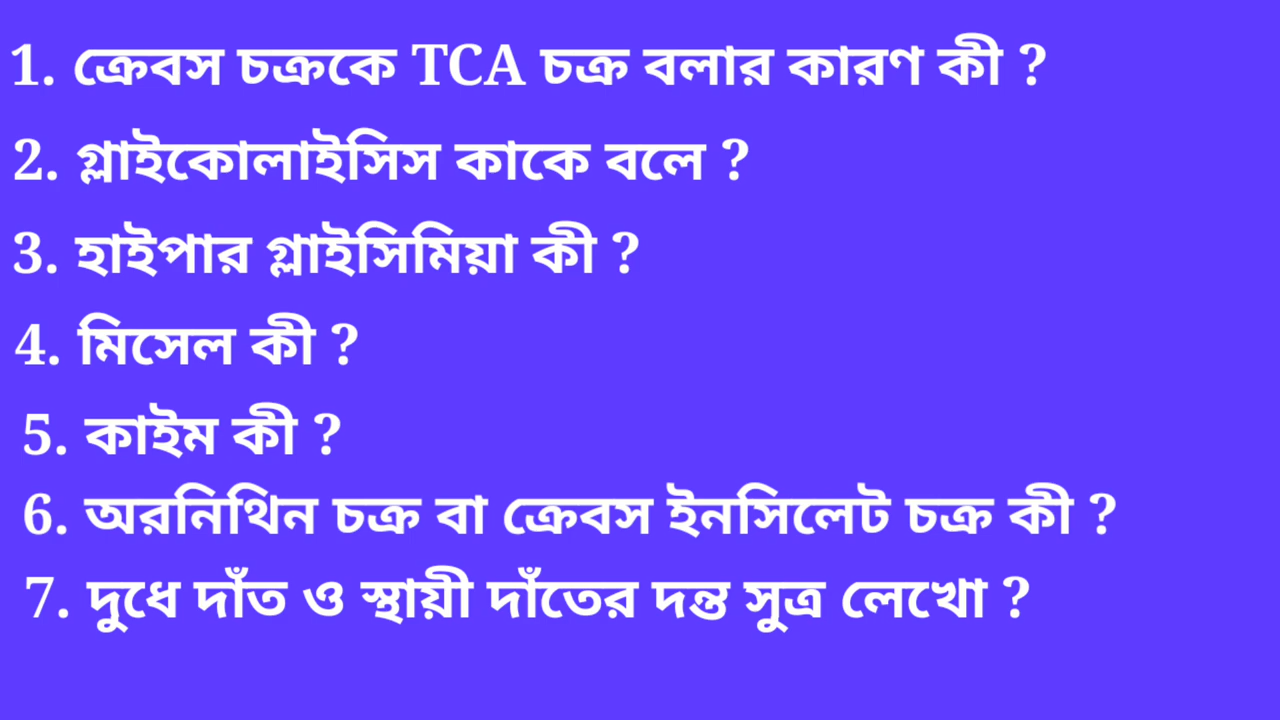 1. ক্রেবস চক্রকে TCA চক্র বলার কারণ কী ?
2. গ্লাইকোলাইসিস কাকে বলে ?
3. হাইপার গ্লাইসিমিয়া কী ?
4. মিসেল কী ?
5. কাইম কী ?
6. অরনিথিন চক্র বা ক্রেবস ইনসিলেট চক্র কী ?
7. দুধে দাঁত ও স্থায়ী দাঁতের দন্ত সুত্র লেখো ?